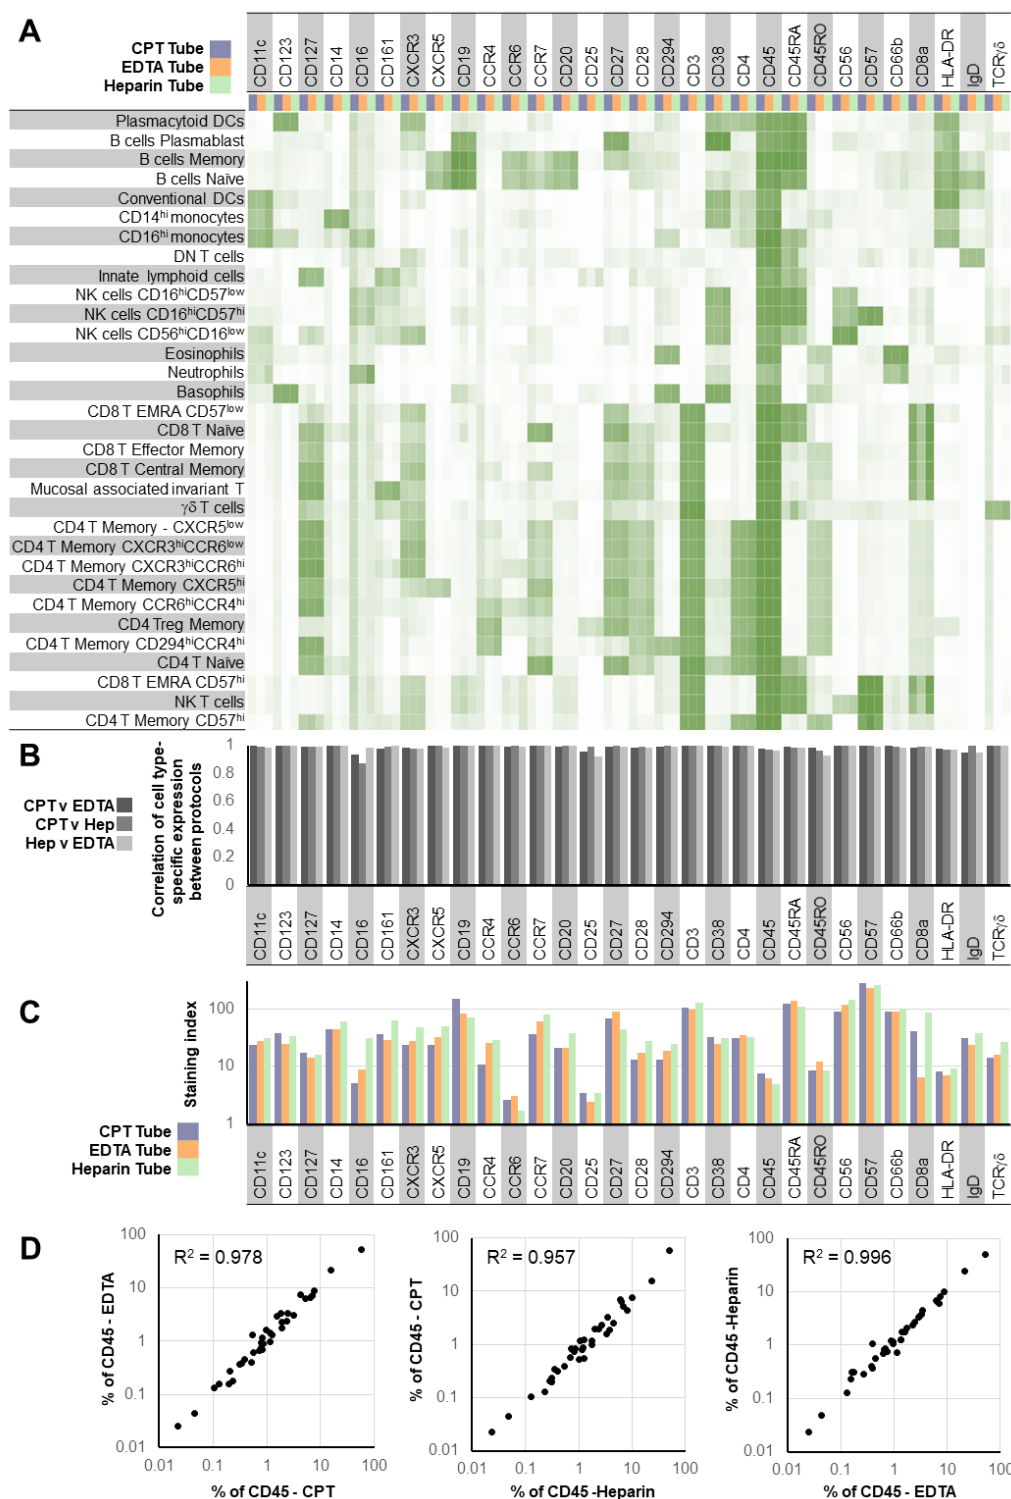 A
CPT Tube
EDTA Tube
Heparin Tube
CD11c CD123 CD127 CD14 CD16 CD161 CXCR3 CXCR5 CD19 CCR4 CCR6 CCR7 CD20 CD25 CD27 CD28 CD294 CD3 CD38 CD4 CD45 CD45RA CD45RO CD56 CD57 CD66b CD8a HLA-DR IgD TCRγδ
Plasmacytoid DCs
B cells Plasmablast
B cells Memory
B cells Naïve
Conventional DCs
CD14hi monocytes
CD16hi monocytes
DN T cells
Innate lymphoid cells
NK cells CD16hiCD57low
NK cells CD16hiCD57hi
NK cells CD56hiCD16low
Eosinophils
Neutrophils
Basophils
CD8 T EMRA CD57low
CD8 T Naïve
CD8 T Effector Memory
CD8 T Central Memory
Mucosal associated invariant T
γδ T cells
CD4 T Memory - CXCR5low
CD4 T Memory CXCR3hiCCR6low
CD4 T Memory CXCR3hiCCR6hi
CD4 T Memory CXCR5hi
CD4 T Memory CCR6hiCCR4hi
CD4 Treg Memory
CD4 T Memory CD294hiCCR4hi
CD4 T Naïve
CD8 T EMRA CD57hi
NK T cells
CD4 T Memory CD57hi
B
CPT v EDTA
CPT v Hep
Hep v EDTA
Correlation of cell type-
specific expression
between protocols
1
0.8
0.6
0.4
0.2
0
CD11c CD123 CD127 CD14 CD16 CD161 CXCR3 CXCR5 CD19 CCR4 CCR6 CCR7 CD20 CD25 CD27 CD28 CD294 CD3 CD38 CD4 CD45 CD45RA CD45RO CD56 CD57 CD66b CD8a HLA-DR IgD TCRγδ
C
Staining index
100
10
1
CPT Tube
EDTA Tube
Heparin Tube
CD11c CD123 CD127 CD14 CD16 CD161 CXCR3 CXCR5 CD19 CCR4 CCR6 CCR7 CD20 CD25 CD27 CD28 CD294 CD3 CD38 CD4 CD45 CD45RA CD45RO CD56 CD57 CD66b CD8a HLA-DR IgD TCRγδ
D
% of CD45 - EDTA
100
10
1
0.1
0.01
R2 = 0.978
0.01 0.1 1 10 100
% of CD45 - CPT
% of CD45 - CPT
100
10
1
0.1
0.01
R2 = 0.957
0.01 0.1 1 10 100
% of CD45 -Heparin
% of CD45 -Heparin
100
10
1
0.1
0.01
R2 = 0.996
0.01 0.1 1 10 100
% of CD45 - EDTA